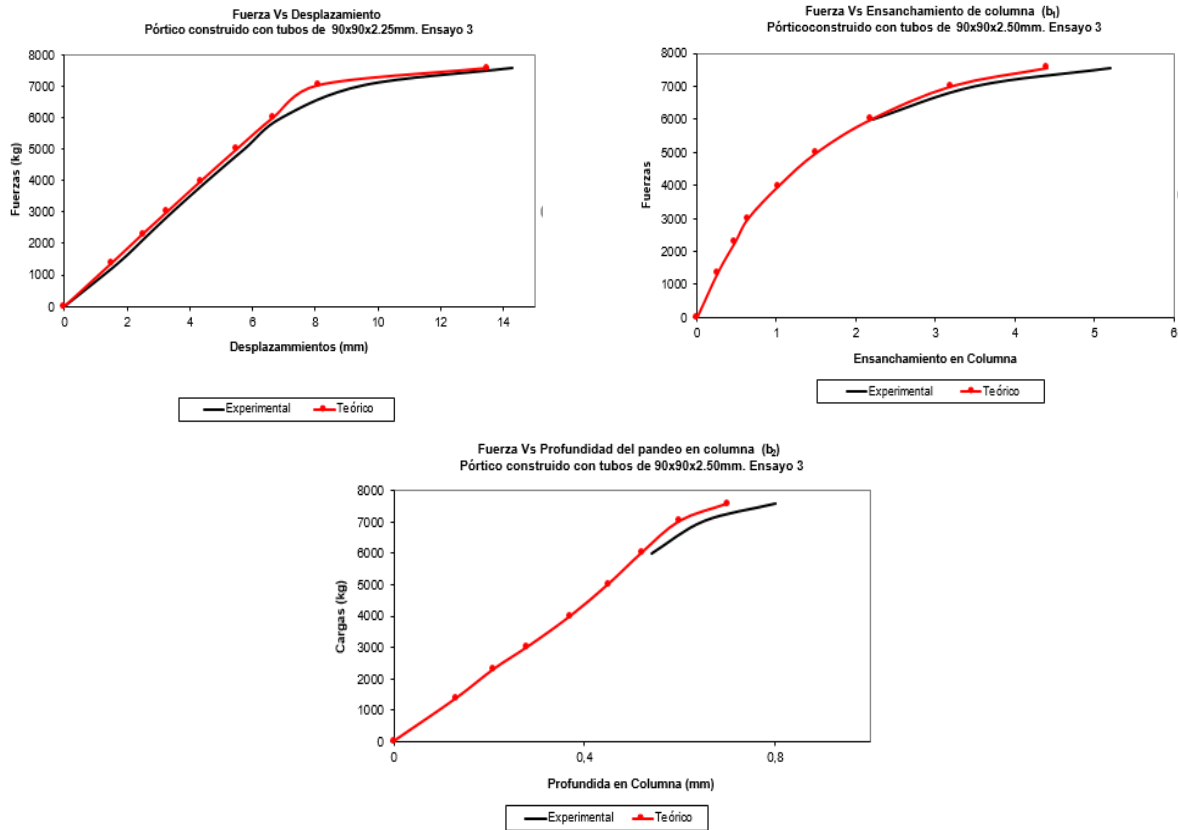 Fuerza Vs Desplazamiento
Pórtico construido con tubos de 90x90x2.25mm. Ensayo 3
Fuerzas (kg)
8000
7000
6000
5000
4000
3000
2000
1000
0
0 2 4 6 8 10 12 14
Desplazammientos (mm)
Experimental Teórico
Fuerza Vs Ensanchamiento de columna (b₁)
Pórticoconstruido con tubos de 90x90x2.50mm. Ensayo 3
Fuerzas
8000
7000
6000
5000
4000
3000
2000
1000
0
0 1 2 3 4 5 6
Ensanchamiento en Columna
Experimental Teórico
Fuerza Vs Profundidad del pandeo en columna (b₂)
Pórtico construido con tubos de 90x90x2.50mm. Ensayo 3
Cargas (kg)
8000
7000
6000
5000
4000
3000
2000
1000
0
0 0,4 0,8
Profundida en Columna (mm)
Experimental Teórico